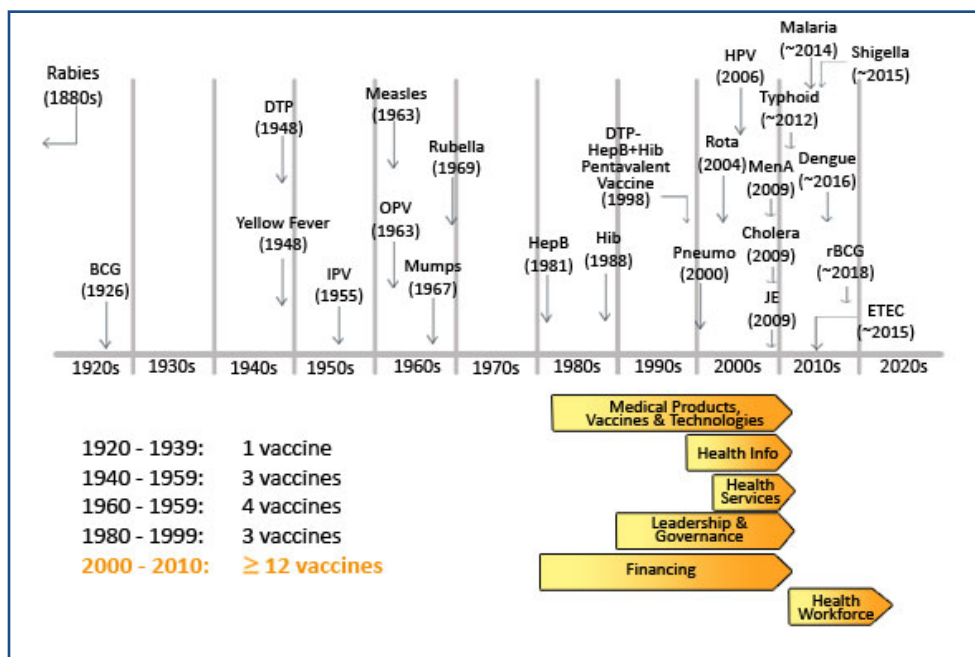 Rabies
(1880s)
BCG
(1926)
DTP
(1948)
Yellow Fever
(1948)
IPV
(1955)
Measles
(1963)
OPV
(1963)
Rubella
(1969)
Mumps
(1967)
HepB
(1981)
Hib
(1988)
DTP-
HepB+Hib
Pentavalent
Vaccine
(1998)
Pneumo
(2000)
Rota
(2004)
HPV
(2006)
MenA
(2009)
Cholera
(2009)
JE
(2009)
Malaria
(~2014)
Shigella
(~2015)
Typhoid
(~2012)
Dengue
(~2016)
rBCG
(~2018)
ETEC
(~2015)
1920s
1930s
1940s
1950s
1960s
1970s
1980s
1990s
2000s
2010s
2020s
1920 - 1939: 1 vaccine
1940 - 1959: 3 vaccines
1960 - 1959: 4 vaccines
1980 - 1999: 3 vaccines
2000 - 2010: ≥ 12 vaccines
Medical Products,
Vaccines & Technologies
Health Info
Health
Services
Leadership &
Governance
Financing
Health
Workforce